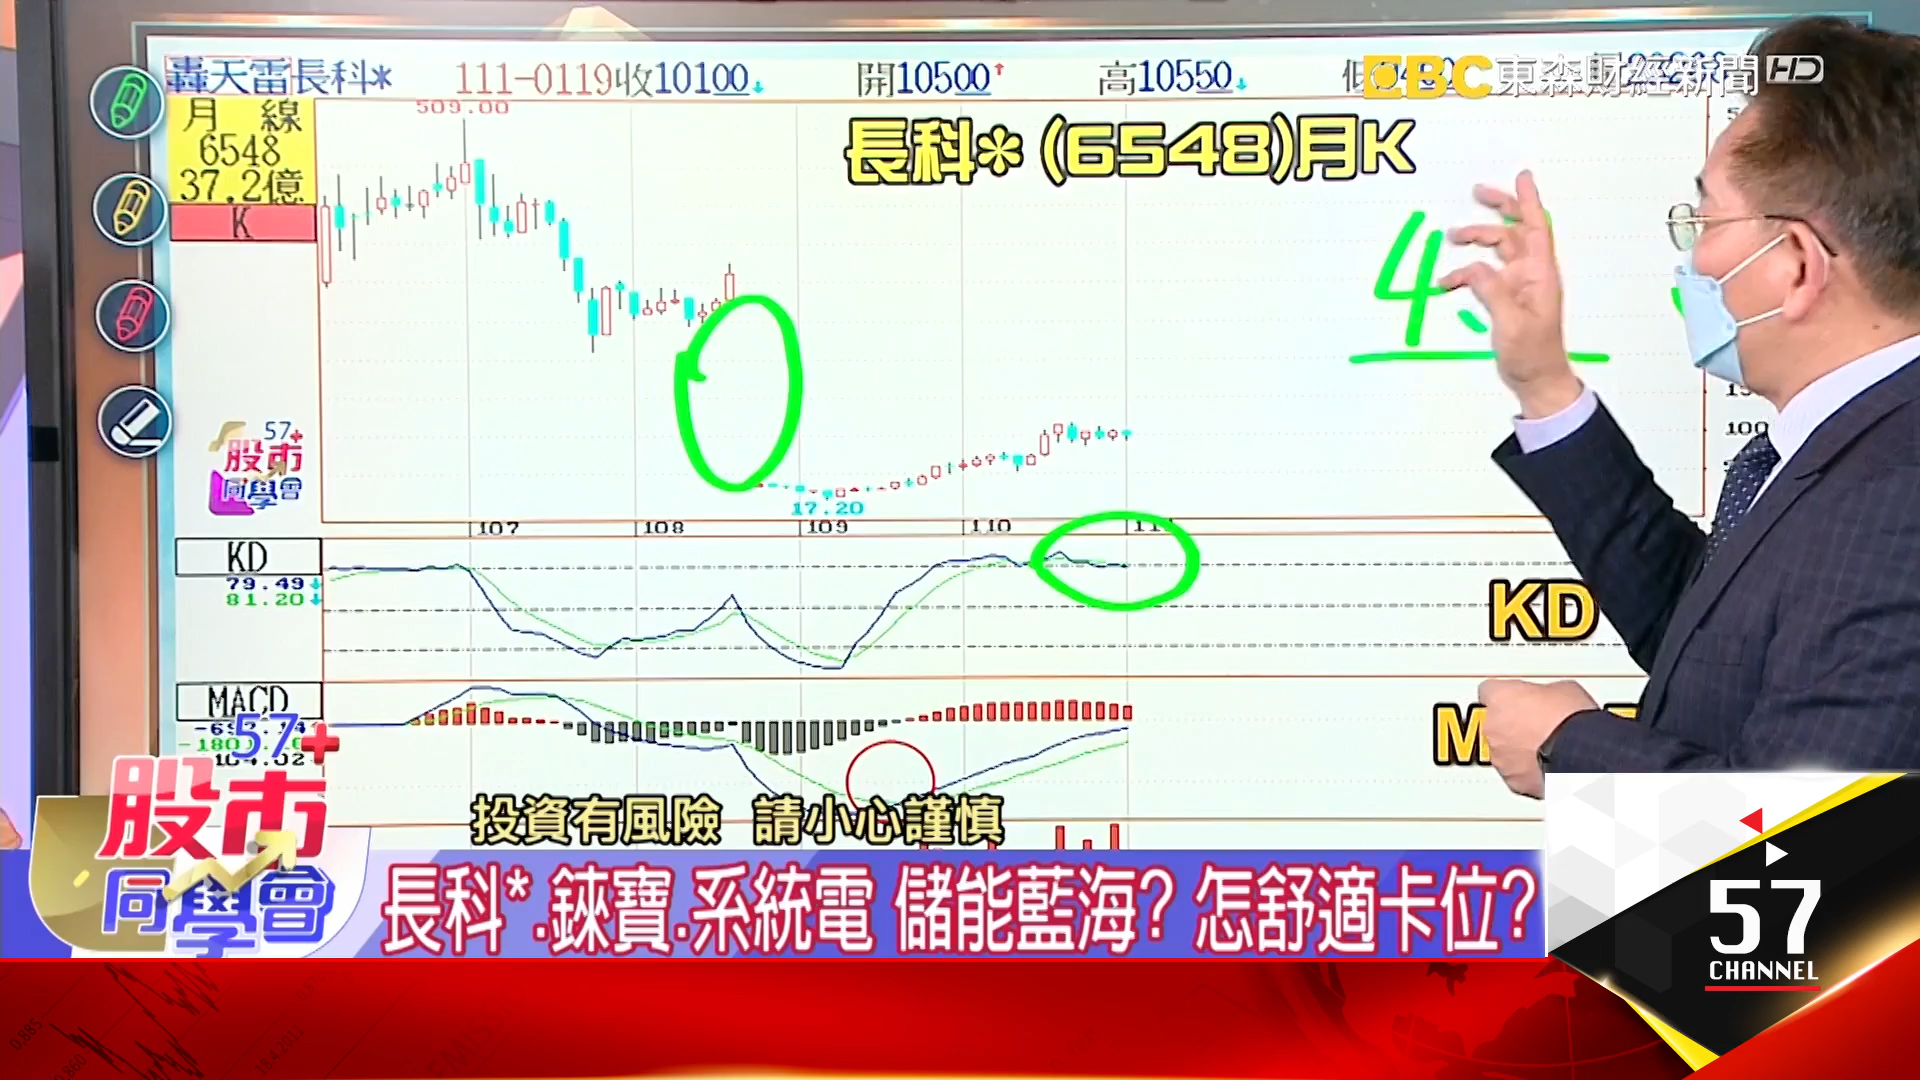 轟天雷長科* 111-0119收10100↓ 開10500↑ 高10550↓ 低
EBC東森財經新聞 HD
月 線
6548
37.2億
K
509.00
長科* (6548)月K
4
57+
股市
同學會
17.20
100
107 108 109 110 11
KD
79.49↓
81.20↓
KD
MACD
M
57+
股市
同學會
投資有風險 請小心謹慎
長科*.錸寶.系統電 儲能藍海? 怎舒適卡位?
57
CHANNEL